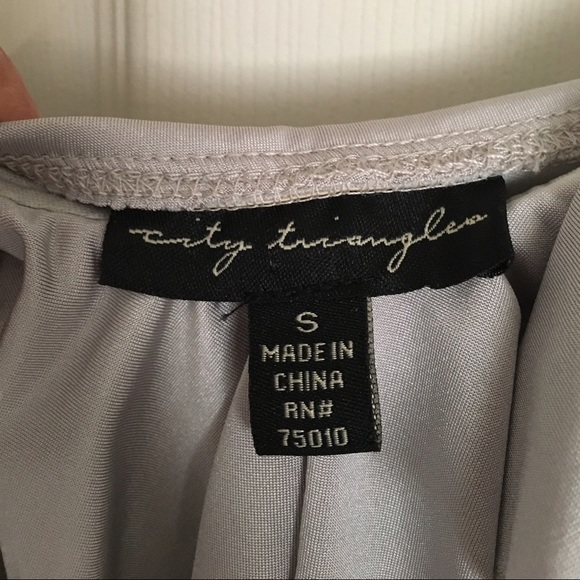 city triangles
S
MADE IN
CHINA
RN#
75010